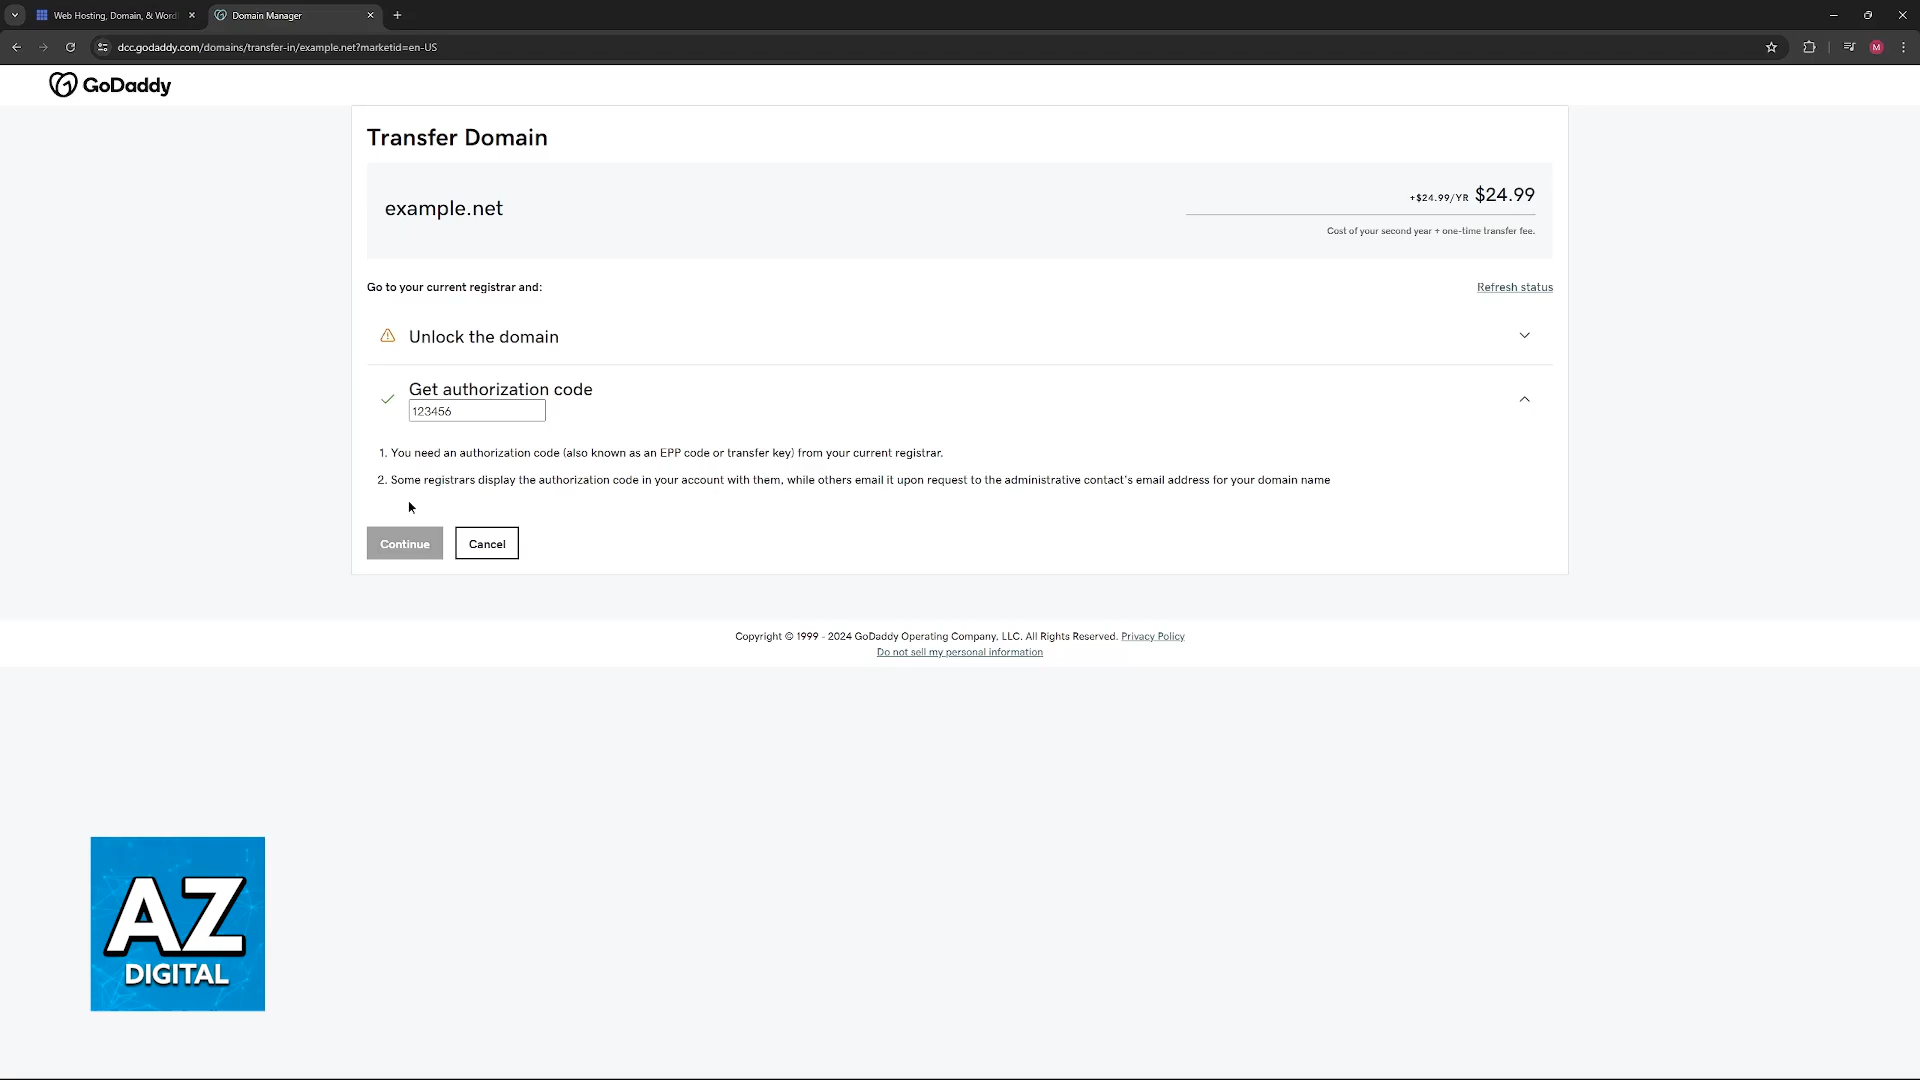 Web Hosting, Domain, & Word
Domain Manager
dcc.godaddy.com/domains/transfer-in/example.net?marketid=en-US
M
GoDaddy
Transfer Domain
example.net
+$24.99/YR $24.99
Cost of your second year + one-time transfer fee.
Go to your current registrar and:
Refresh status
Unlock the domain
Get authorization code
123456
1. You need an authorization code (also known as an EPP code or transfer key) from your current registrar.
2. Some registrars display the authorization code in your account with them, while others email it upon request to the administrative contact's email address for your domain name
Continue
Cancel
Copyright © 1999 - 2024 GoDaddy Operating Company, LLC. All Rights Reserved. Privacy Policy
Do not sell my personal information
AZ
DIGITAL